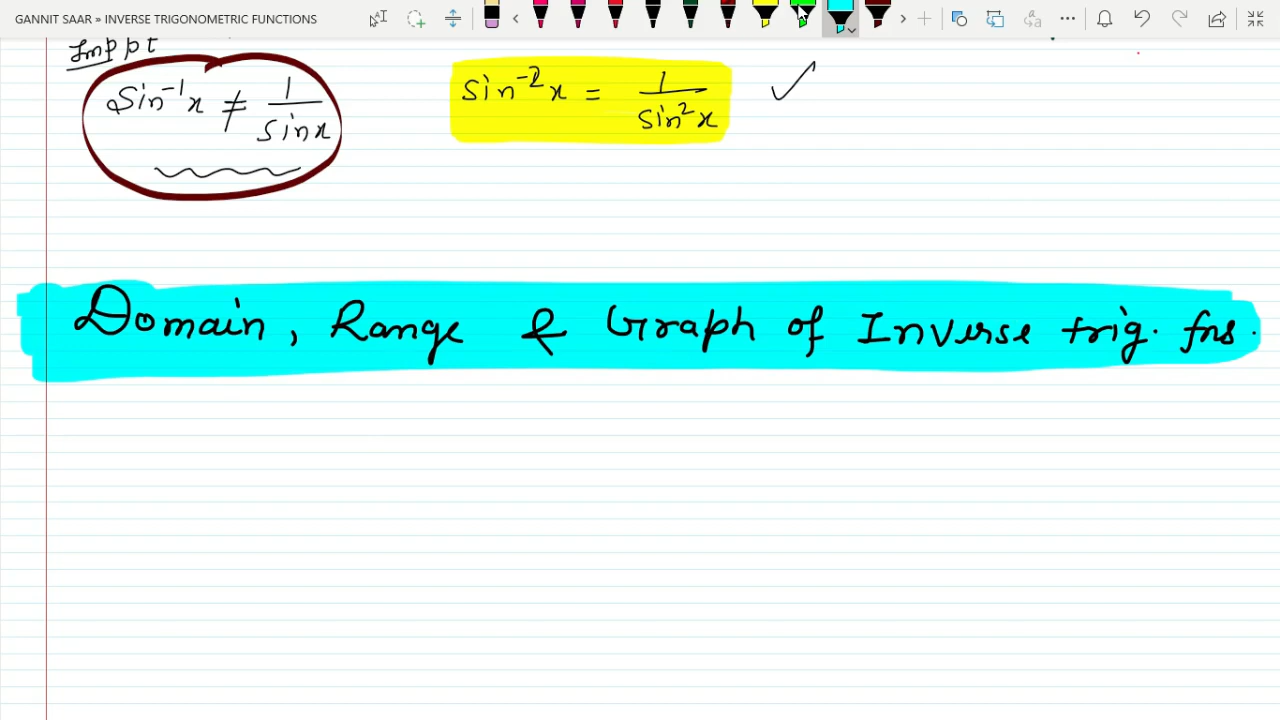 GANNIT SAAR » INVERSE TRIGONOMETRIC FUNCTIONS
Imppt
Sin⁻¹x ≠ 1/sinx
sin⁻²x = 1/sin²x ✓
Domain, Range & Graph of Inverse trig. fns.